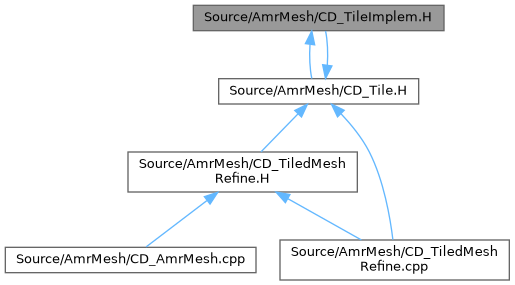 Source/AmrMesh/CD_TileImplem.H
Source/AmrMesh/CD_Tile.H
Source/AmrMesh/CD_TiledMesh
Refine.H
Source/AmrMesh/CD_AmrMesh.cpp
Source/AmrMesh/CD_TiledMesh
Refine.cpp